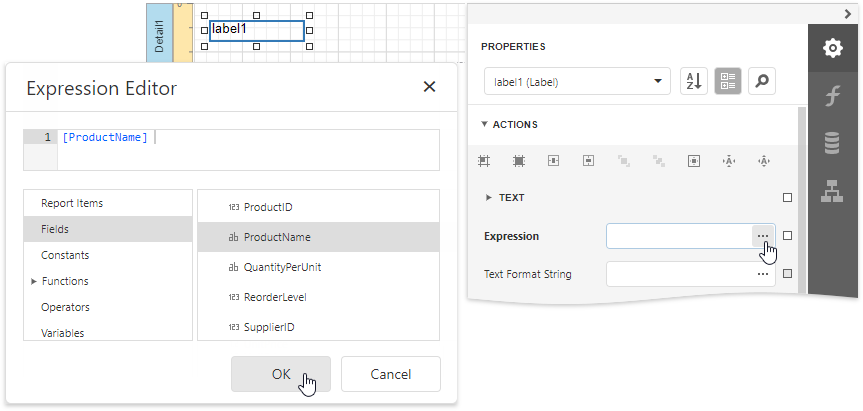 Detail1
label1
Expression Editor
1 [ProductName]
Report Items
Fields
Constants
Functions
Operators
Variables
123 ProductID
ab ProductName
ab QuantityPerUnit
123 ReorderLevel
123 SupplierID
OK
Cancel
PROPERTIES
label1 (Label)
A
Z
ACTIONS
A
A
TEXT
Expression
...
Text Format String
...
f